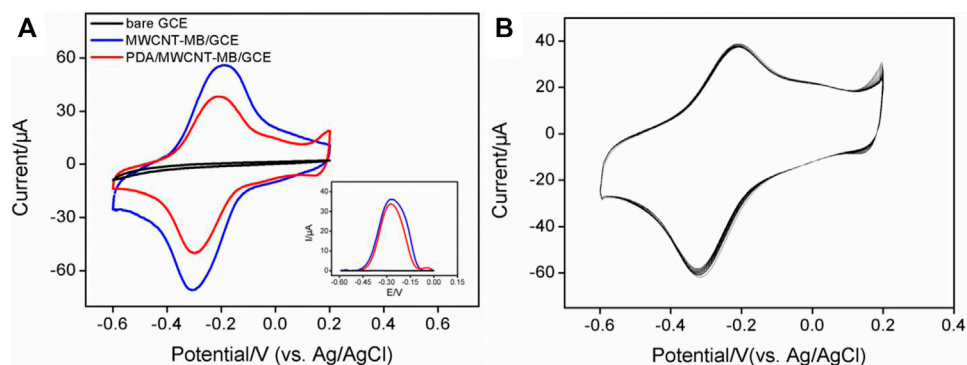 A
bare GCE
MWCNT-MB/GCE
PDA/MWCNT-MB/GCE
Current/μA
60
30
0
-30
-60
-0.6 -0.4 -0.2 0.0 0.2 0.4 0.6
Potential/V (vs. Ag/AgCl)
I/μA
40
30
20
10
0
-0.60 -0.45 -0.30 -0.15 0.00 0.15
E/V
B
Current/μA
40
20
0
-20
-40
-60
-0.6 -0.4 -0.2 0.0 0.2 0.4
Potential/V(vs. Ag/AgCl)